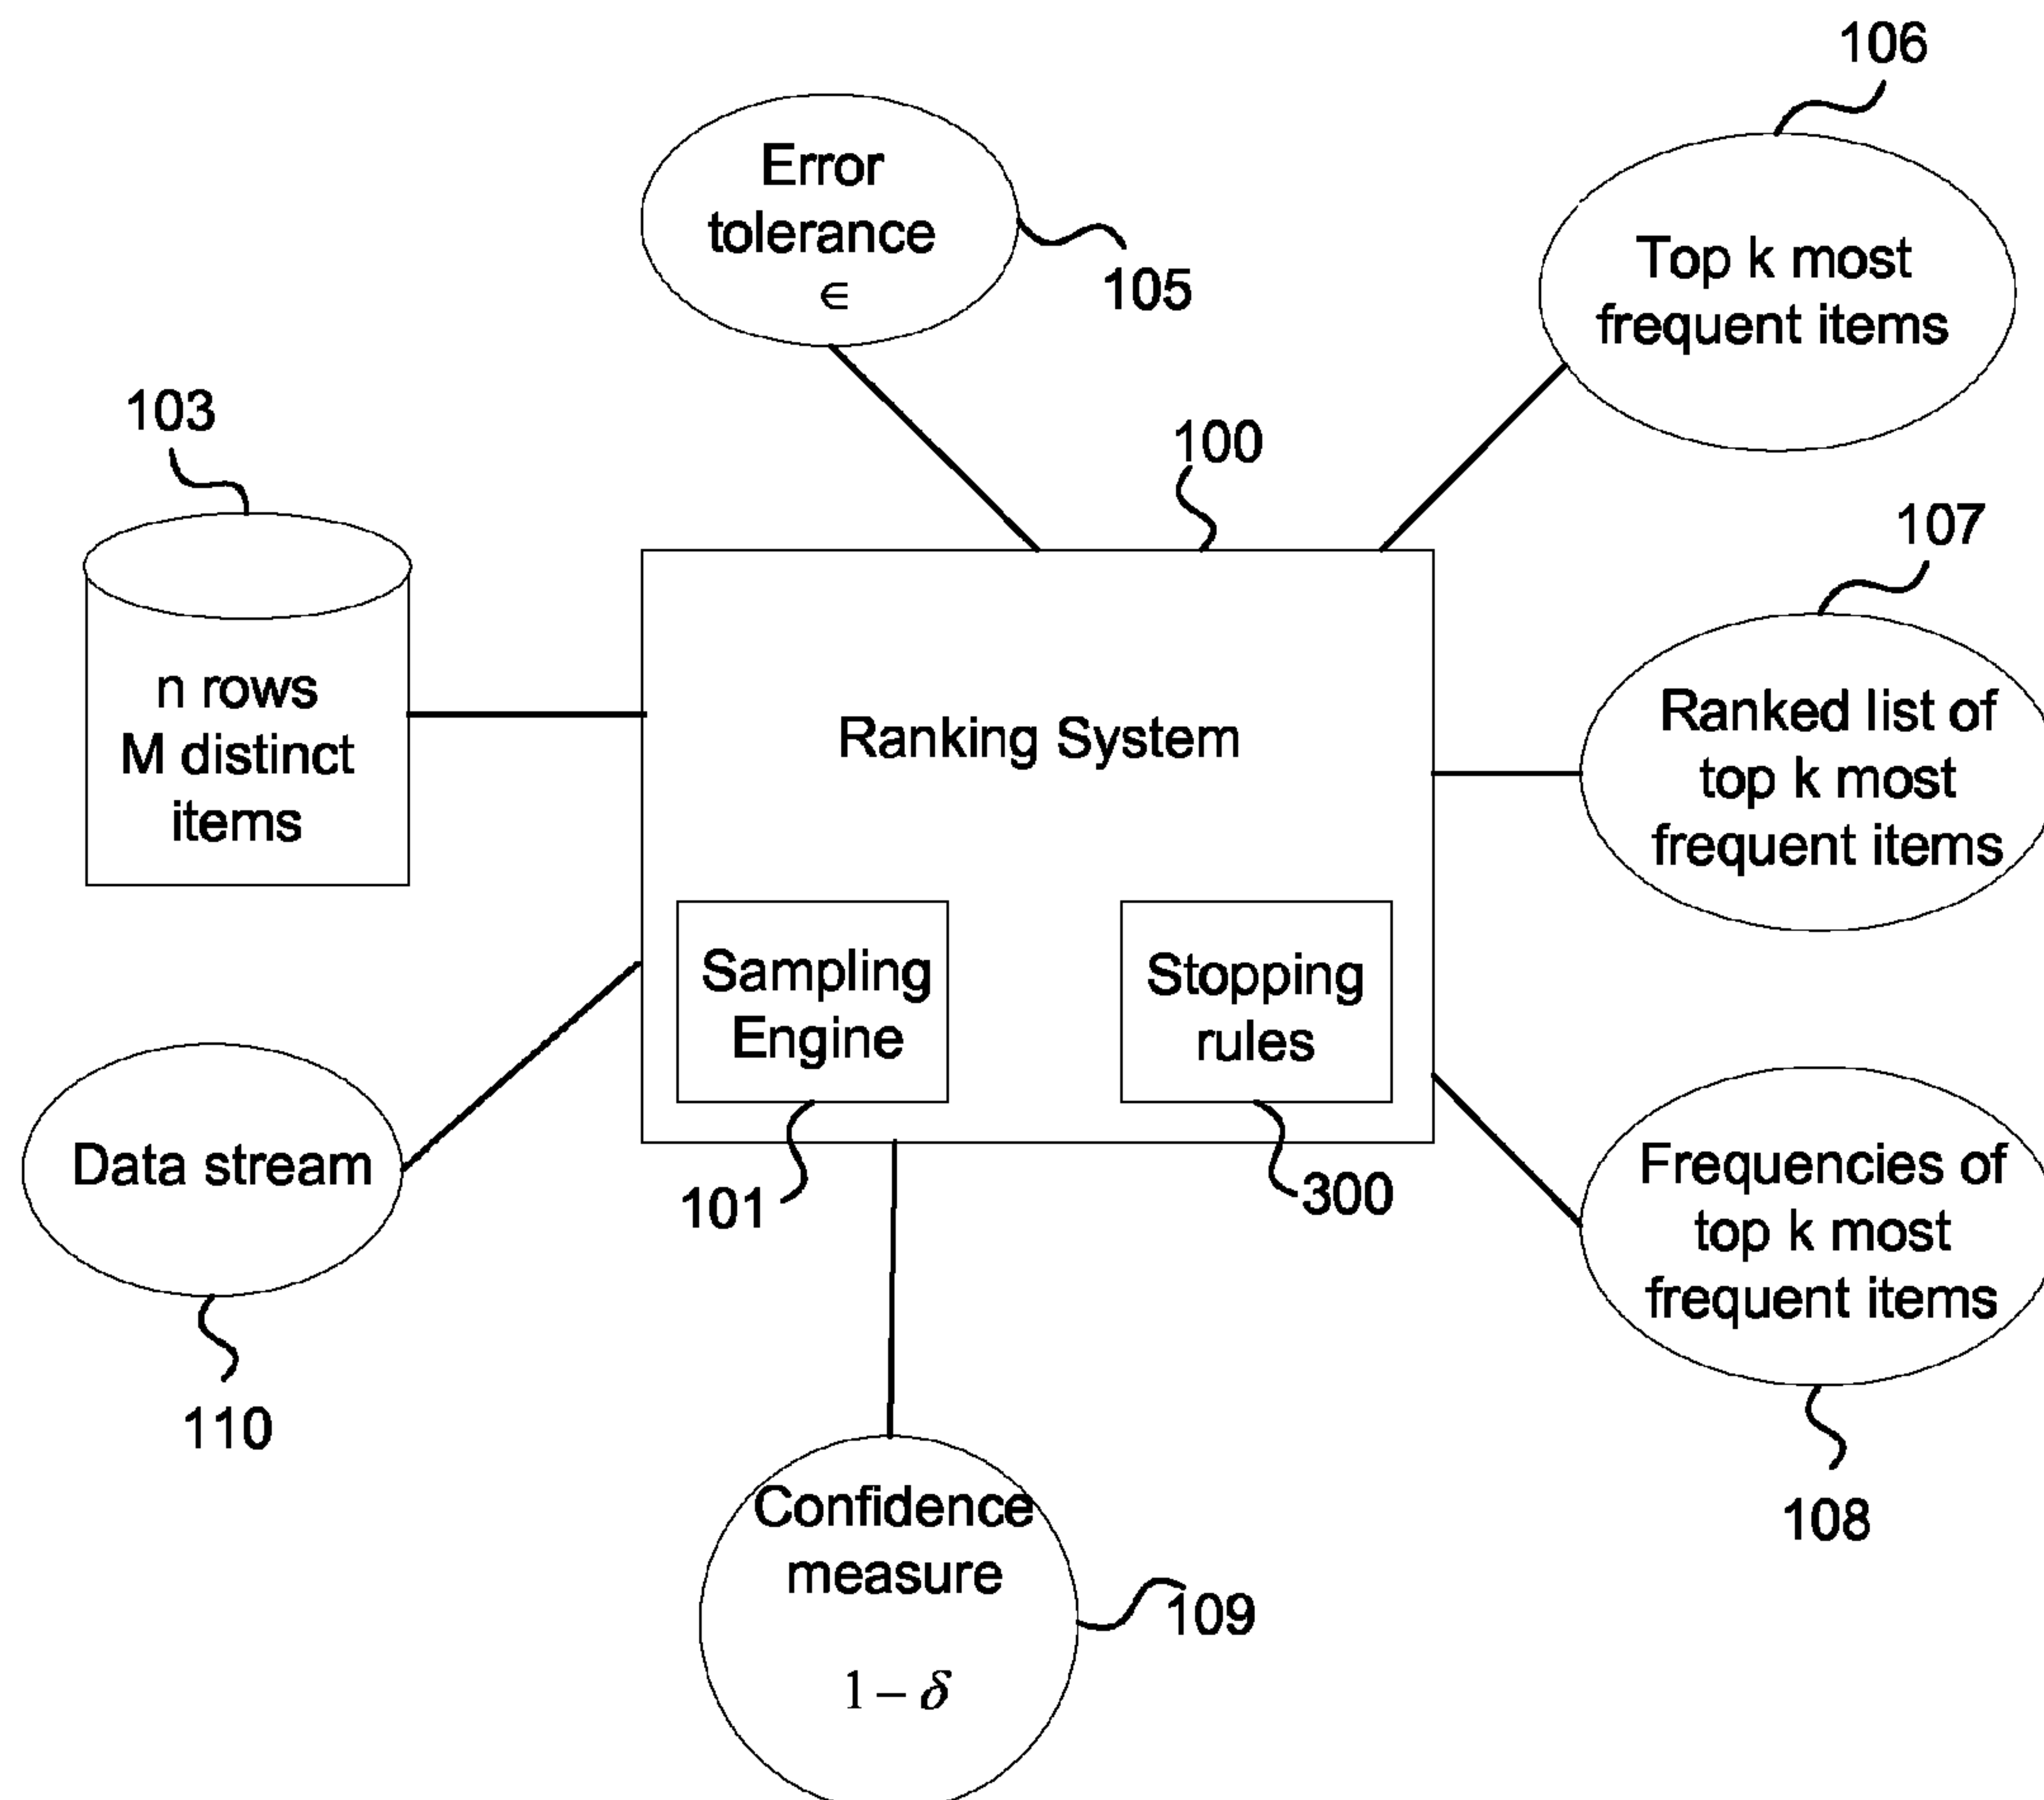 106
Error
tolerance
∈
105
Top k most
frequent items
103
100
107
n rows
M distinct
items
Ranking System
Ranked list of
top k most
frequent items
Sampling
Engine
Stopping
rules
Data stream
101
300
Frequencies of
top k most
frequent items
110
108
Confidence
measure
1 – δ
109